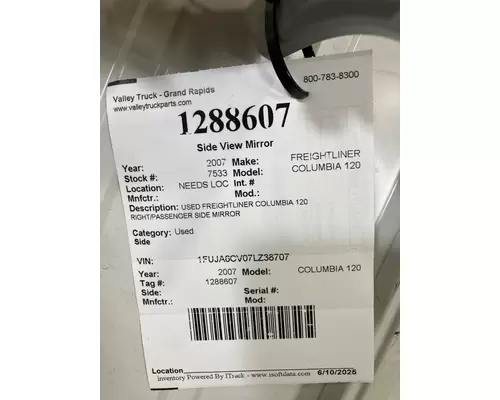 Valley Truck - Grand Rapids 800-783-8300
www.valleytruckparts.com
1288607
Side View Mirror
Year: 2007 Make: FREIGHTLINER
Stock #: 7533 Model: COLUMBIA 120
Location: NEEDS LOC Int. #
Mnfctr.: Mod.:
Description: USED FREIGHTLINER COLUMBIA 120
RIGHT/PASSENGER SIDE MIRROR
Category: Used
Side
VIN: 1FUJA6CV07LZ38707
Year: 2007 Model: COLUMBIA 120
Tag #: 1288607
Side: Serial #:
Mnfctr.: Mod:
Location
inventory Powered By ITrack - www.isoftdata.com 6/10/2025